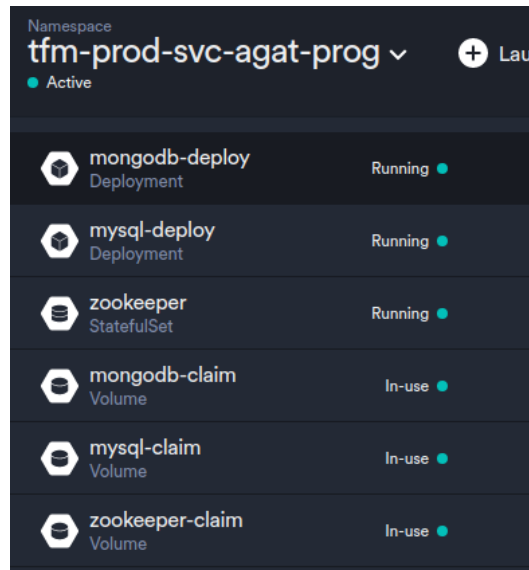 Namespace
tfm-prod-svc-agat-prog
Active
mongodb-deploy
Running
Deployment
mysql-deploy
Running
Deployment
zookeeper
Running
StatefulSet
mongodb-claim
In-use
Volume
mysql-claim
In-use
Volume
zookeeper-claim
In-use
Volume